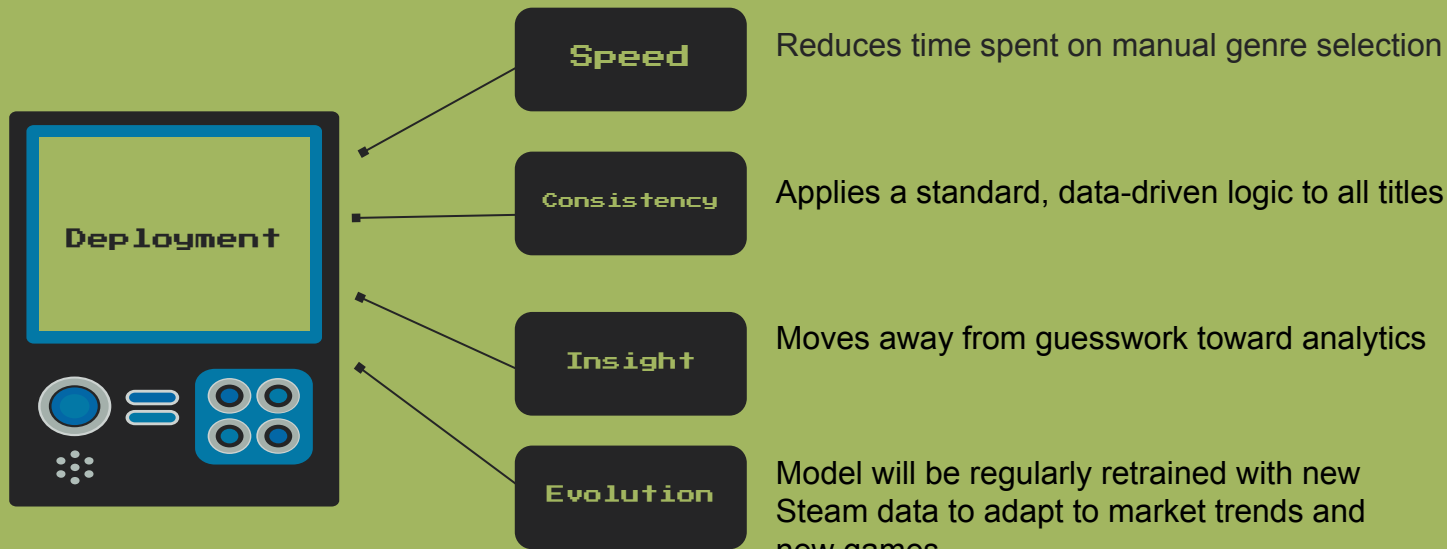 Deployment
Speed
Reduces time spent on manual genre selection
Consistency
Applies a standard, data-driven logic to all titles
Insight
Moves away from guesswork toward analytics
Evolution
Model will be regularly retrained with new
Steam data to adapt to market trends and
new games